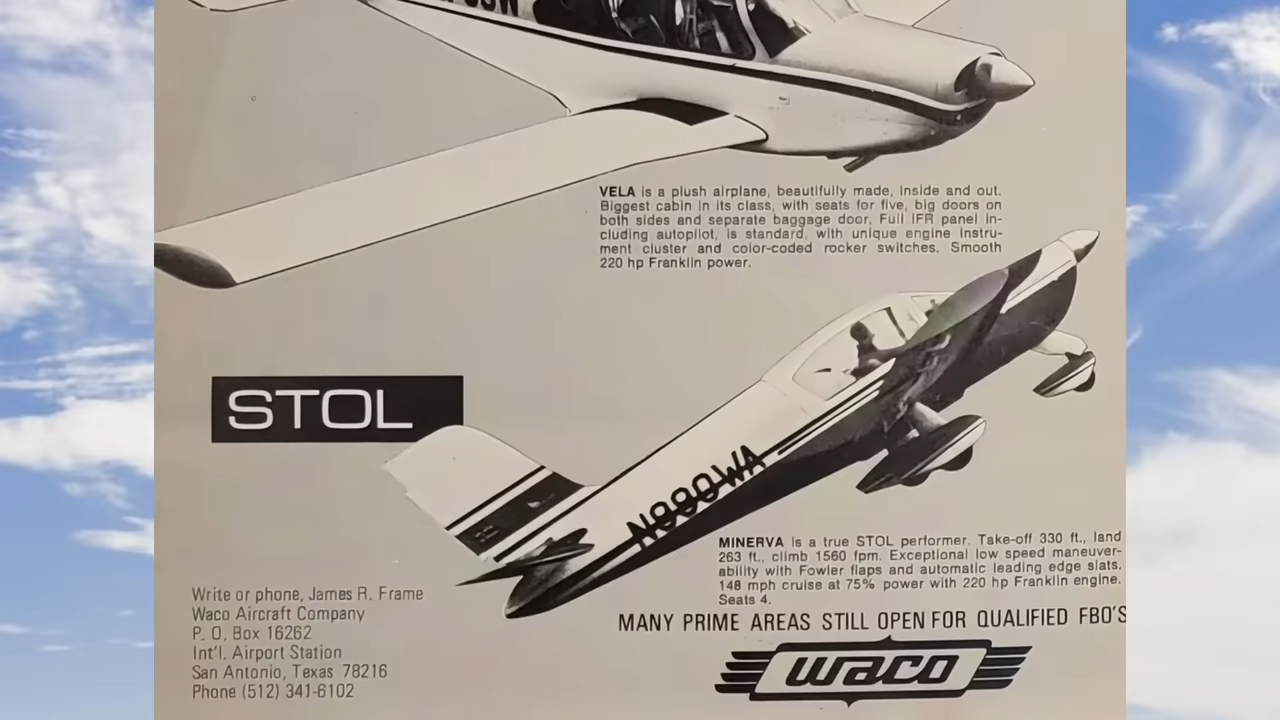 VELA is a plush airplane, beautifully made, inside and out.
Biggest cabin in its class, with seats for five, big doors on
both sides and separate baggage door. Full IFR panel in-
cluding autopilot, is standard, with unique engine instru-
ment cluster and color-coded rocker switches. Smooth
220 hp Franklin power.
STOL
N880WA
MINERVA is a true STOL performer. Take-off 330 ft., land
263 ft., climb 1560 fpm. Exceptional low speed maneuver-
ability with Fowler flaps and automatic leading edge slats.
148 mph cruise at 75% power with 220 hp Franklin engine.
Seats 4.
MANY PRIME AREAS STILL OPEN FOR QUALIFIED FBO'S
Write or phone, James R. Frame
Waco Aircraft Company
P. O. Box 16262
Int'l. Airport Station
San Antonio, Texas 78216
Phone (512) 341-6102
waco